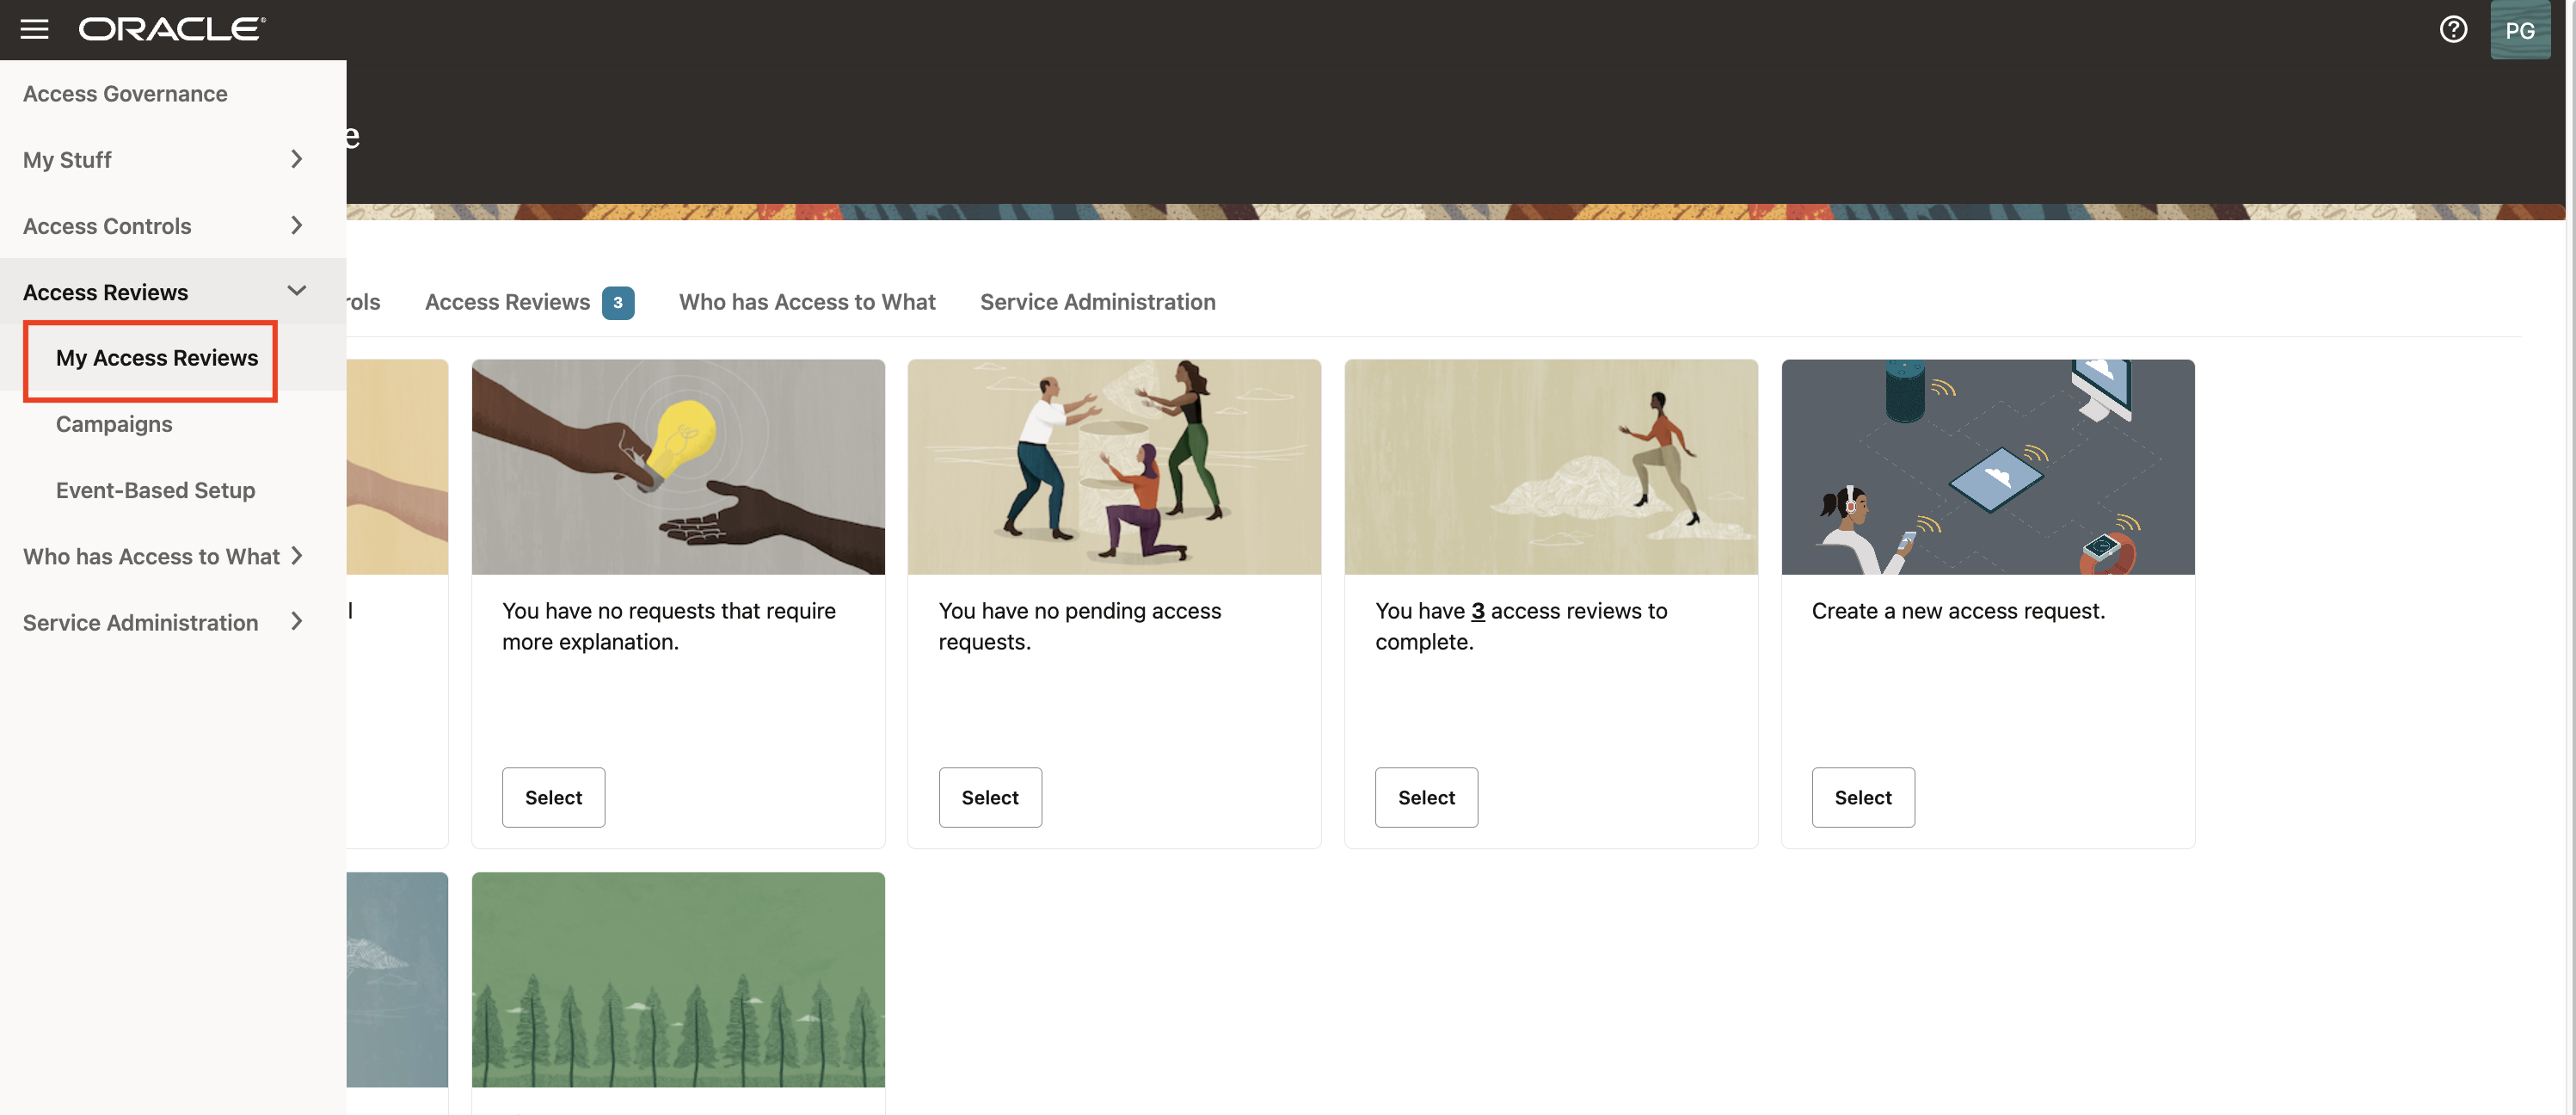 ORACLE
PG
Access Governance
My Stuff
Access Controls
Access Reviews
My Access Reviews
Campaigns
Event-Based Setup
Who has Access to What
Service Administration
e
rols
Access Reviews 3
Who has Access to What
Service Administration
l
You have no requests that require
more explanation.
Select
You have no pending access
requests.
Select
You have 3 access reviews to
complete.
Select
Create a new access request.
Select